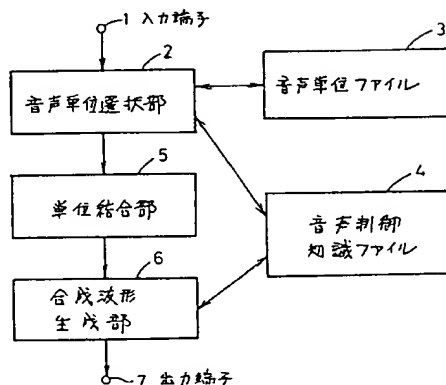 1 入力端子
2
音声単位選択部
3
音声単位ファイル
5
単位結合部
4
音声制御
知識ファイル
6
合成波形
生成部
7 出力端子